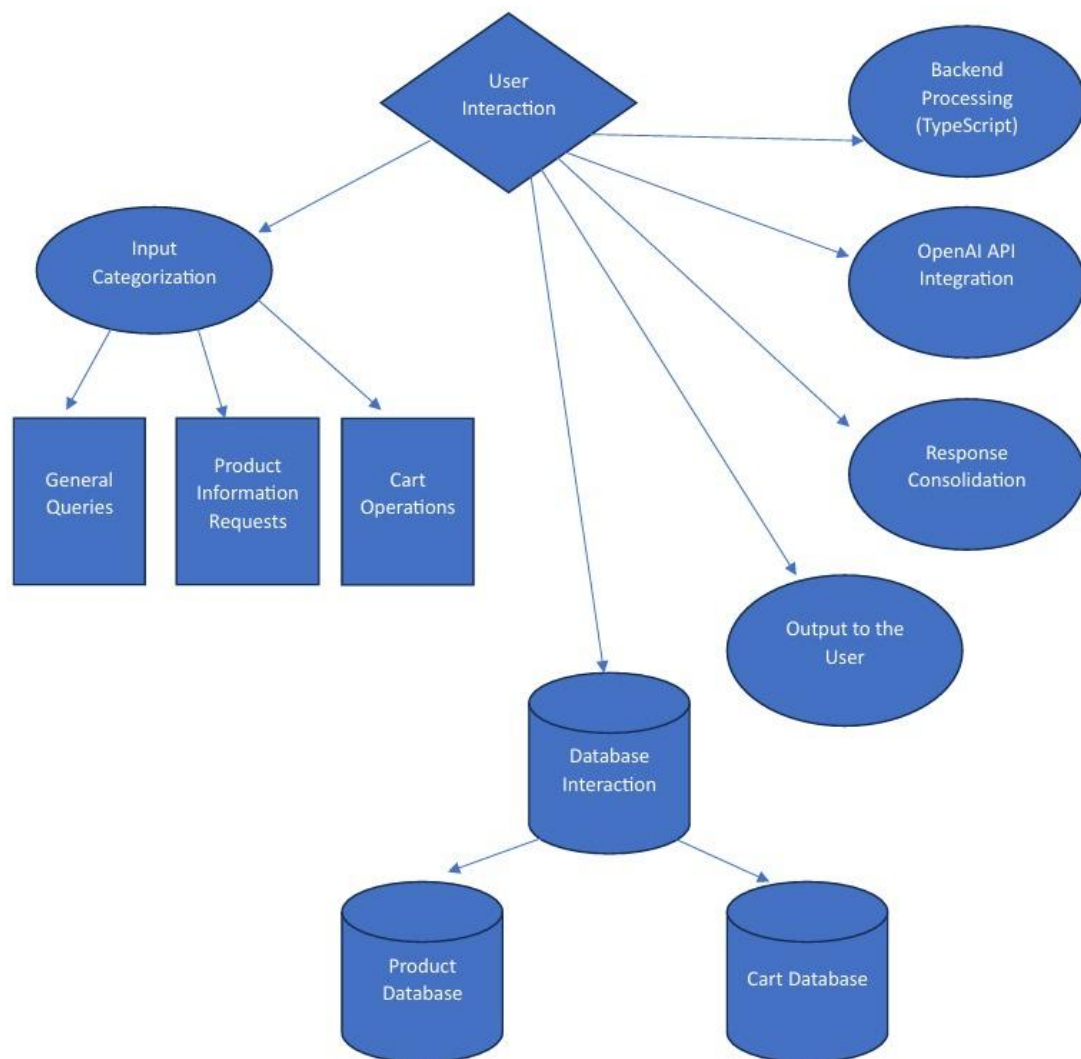 User
Interaction
Backend
Processing
(TypeScript)
Input
Categorization
OpenAI API
Integration
General
Queries
Product
Information
Requests
Cart
Operations
Response
Consolidation
Output to the
User
Database
Interaction
Product
Database
Cart Database